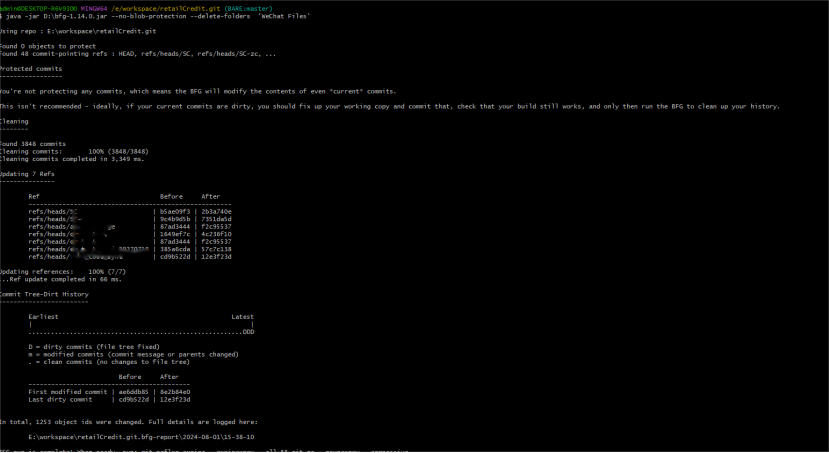 admin@DESKTOP-R6V93OO MINGW64 /e/workspace/retailCredit.git (BARE:master)
$ java -jar D:\bfg-1.14.0.jar --no-blob-protection --delete-folders 'WeChat Files'
Using repo : E:\workspace\retailCredit.git
Found 0 objects to protect
Found 48 commit-pointing refs : HEAD, refs/heads/SC, refs/heads/SC-zc, ...
Protected commits
-----------------
You're not protecting any commits, which means the BFG will modify the contents of even *current* commits.
This isn't recommended - ideally, if your current commits are dirty, you should fix up your working copy and commit that, check that your build still works, and only then run the BFG to clean up your history.
Cleaning
--------
Found 3848 commits
Cleaning commits: 100% (3848/3848)
Cleaning commits completed in 3,349 ms.
Updating 7 Refs
---------------
Ref Before After
---------------------------------------------------
refs/heads/SC | b5ae09f3 | 2b3a740e
refs/heads/ | 9c4b9d5b | 7351da5d
refs/heads/ | 87ad3444 | f2c95537
refs/heads/ | 1649ef7c | 4c236f10
refs/heads/ | 87ad3444 | f2c95537
refs/heads/ | 385a6cda | 57c7c138
refs/heads/ | cd9b522d | 12e3f23d
Updating references: 100% (7/7)
...Ref update completed in 66 ms.
Commit Tree-Dirt History
------------------------
Earliest Latest
| |
.........................................................DDD
D = dirty commits (file tree fixed)
m = modified commits (commit message or parents changed)
. = clean commits (no changes to file tree)
Before After
-------------------------------------------
First modified commit | ae6ddb85 | 8e2b84e0
Last dirty commit | cd9b522d | 12e3f23d
In total, 1253 object ids were changed. Full details are logged here:
E:\workspace\retailCredit.git.bfg-report\2024-08-01\15-38-10